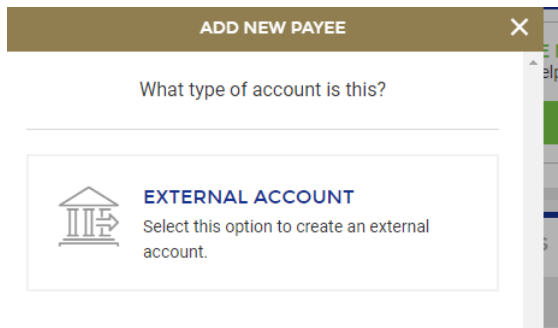 ADD NEW PAYEE
What type of account is this?
EXTERNAL ACCOUNT
Select this option to create an external
account.